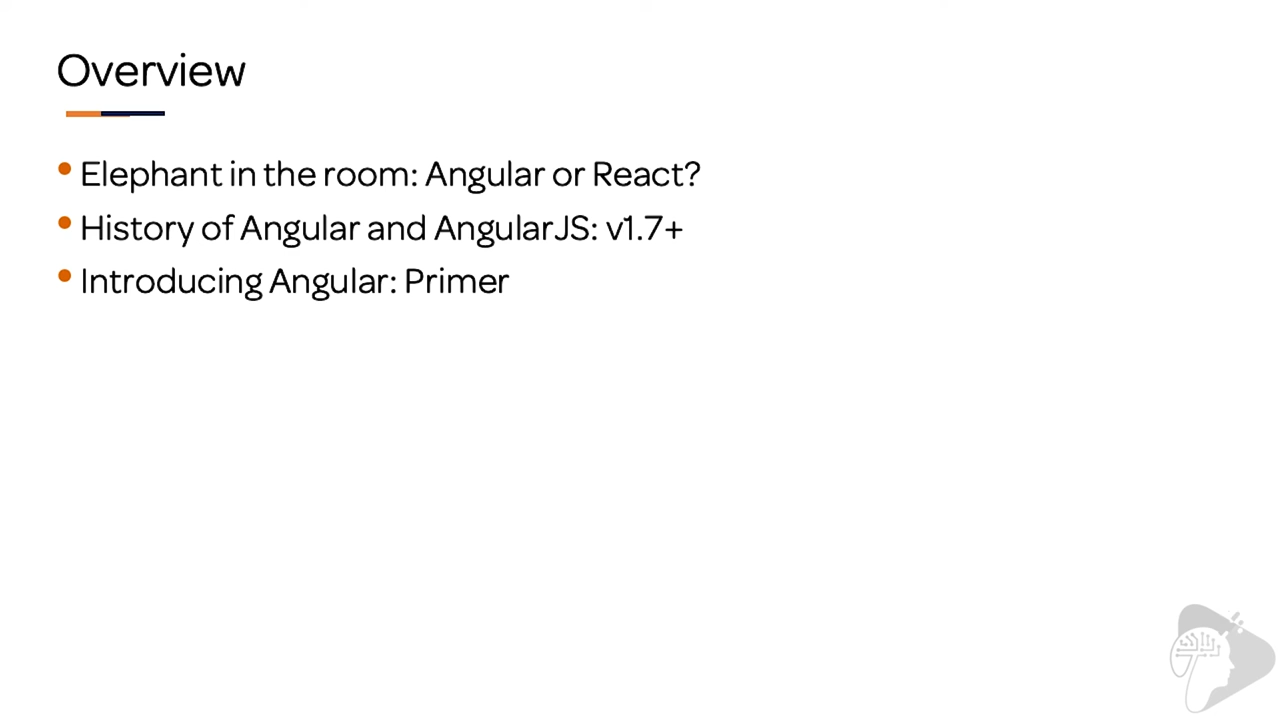 Overview
Elephant in the room: Angular or React?
History of Angular and AngularJS: v1.7+
Introducing Angular: Primer